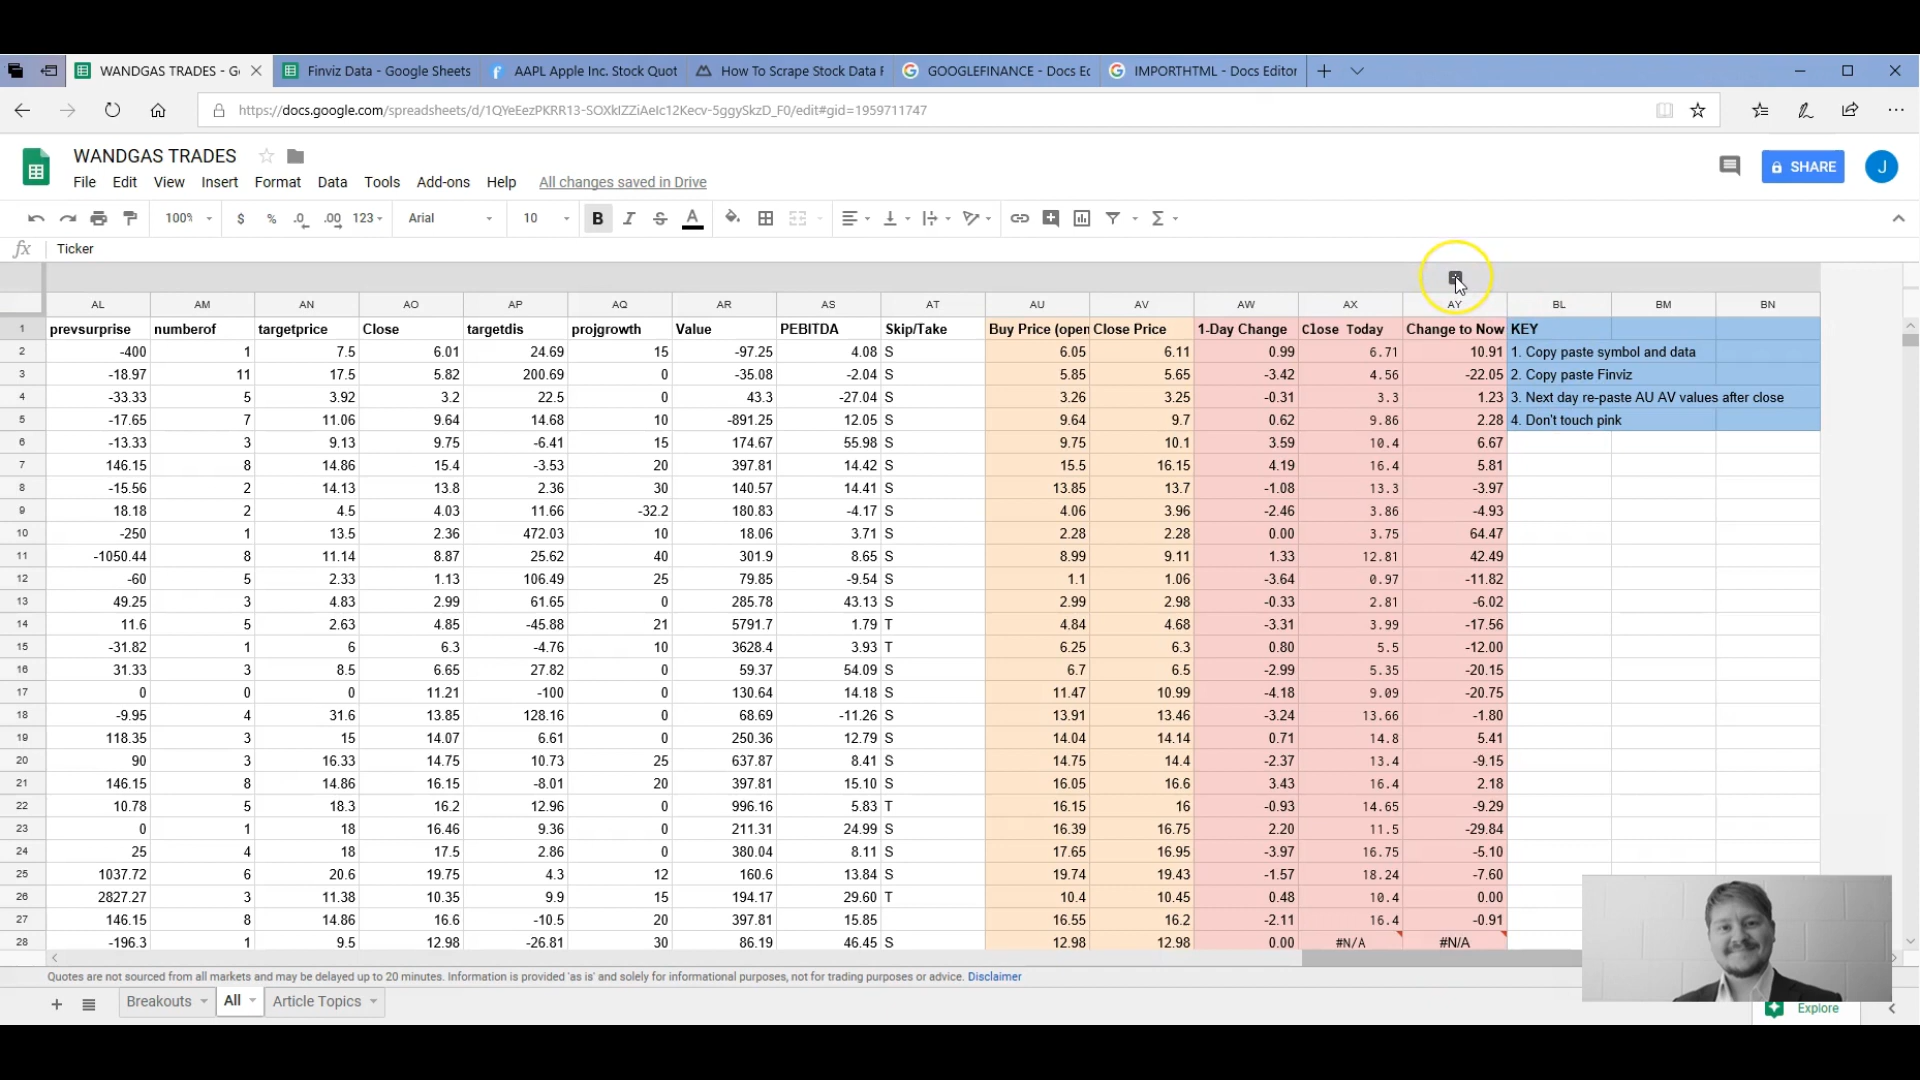 WANDGAS TRADES - Go
Finviz Data - Google Sheets
AAPL Apple Inc. Stock Quot
How To Scrape Stock Data F
GOOGLEFINANCE - Docs Ec
IMPORTHTML - Docs Editor
https://docs.google.com/spreadsheets/d/1QYeEezPKRR13-SOXkIZZiAeIc12Kecv-5ggySkzD_F0/edit#gid=1959711747
WANDGAS TRADES
SHARE
J
File Edit View Insert Format Data Tools Add-ons Help All changes saved in Drive
100% $ % .0 .00 123 Arial 10 B I S A Σ
fx Ticker
AL AM AN AO AP AQ AR AS AT AU AV AW AX AY BL BM BN
1 prevsurprise numberof targetprice Close targetdis projgrowth Value PEBITDA Skip/Take Buy Price (open Close Price 1-Day Change Close Today Change to Now KEY
2 -400 1 7.5 6.01 24.69 15 -97.25 4.08 S 6.05 6.11 0.99 6.71 10.91 1. Copy paste symbol and data
3 -18.97 11 17.5 5.82 200.69 0 -35.08 -2.04 S 5.85 5.65 -3.42 4.56 -22.05 2. Copy paste Finviz
4 -33.33 5 3.92 3.2 22.5 0 43.3 -27.04 S 3.26 3.25 -0.31 3.3 1.23 3. Next day re-paste AU AV values after close
5 -17.65 7 11.06 9.64 14.68 10 -891.25 12.05 S 9.64 9.7 0.62 9.86 2.28 4. Don't touch pink
6 -13.33 3 9.13 9.75 -6.41 15 174.67 55.98 S 9.75 10.1 3.59 10.4 6.67
7 146.15 8 14.86 15.4 -3.53 20 397.81 14.42 S 15.5 16.15 4.19 16.4 5.81
8 -15.56 2 14.13 13.8 2.36 30 140.57 14.41 S 13.85 13.7 -1.08 13.3 -3.97
9 18.18 2 4.5 4.03 11.66 -32.2 180.83 -4.17 S 4.06 3.96 -2.46 3.86 -4.93
10 -250 1 13.5 2.36 472.03 10 18.06 3.71 S 2.28 2.28 0.00 3.75 64.47
11 -1050.44 8 11.14 8.87 25.62 40 301.9 8.65 S 8.99 9.11 1.33 12.81 42.49
12 -60 5 2.33 1.13 106.49 25 79.85 -9.54 S 1.1 1.06 -3.64 0.97 -11.82
13 49.25 3 4.83 2.99 61.65 0 285.78 43.13 S 2.99 2.98 -0.33 2.81 -6.02
14 11.6 5 2.63 4.85 -45.88 21 5791.7 1.79 T 4.84 4.68 -3.31 3.99 -17.56
15 -31.82 1 6 6.3 -4.76 10 3628.4 3.93 T 6.25 6.3 0.80 5.5 -12.00
16 31.33 3 8.5 6.65 27.82 0 59.37 54.09 S 6.7 6.5 -2.99 5.35 -20.15
17 0 0 0 11.21 -100 0 130.64 14.18 S 11.47 10.99 -4.18 9.09 -20.75
18 -9.95 4 31.6 13.85 128.16 0 68.69 -11.26 S 13.91 13.46 -3.24 13.66 -1.80
19 118.35 3 15 14.07 6.61 0 250.36 12.79 S 14.04 14.14 0.71 14.8 5.41
20 90 3 16.33 14.75 10.73 25 637.87 8.41 S 14.75 14.4 -2.37 13.4 -9.15
21 146.15 8 14.86 16.15 -8.01 20 397.81 15.10 S 16.05 16.6 3.43 16.4 2.18
22 10.78 5 18.3 16.2 12.96 0 996.16 5.83 T 16.15 16 -0.93 14.65 -9.29
23 0 1 18 16.46 9.36 0 211.31 24.99 S 16.39 16.75 2.20 11.5 -29.84
24 25 4 18 17.5 2.86 0 380.04 8.11 S 17.65 16.95 -3.97 16.75 -5.10
25 1037.72 6 20.6 19.75 4.3 12 160.6 13.84 S 19.74 19.43 -1.57 18.24 -7.60
26 2827.27 3 11.38 10.35 9.9 15 194.17 29.60 T 10.4 10.45 0.48 10.4 0.00
27 146.15 8 14.86 16.6 -10.5 20 397.81 15.85 16.55 16.2 -2.11 16.4 -0.91
28 -196.3 1 9.5 12.98 -26.81 30 86.19 46.45 S 12.98 12.98 0.00 #N/A #N/A
Quotes are not sourced from all markets and may be delayed up to 20 minutes. Information is provided 'as is' and solely for informational purposes, not for trading purposes or advice. Disclaimer
Breakouts All Article Topics
Explore